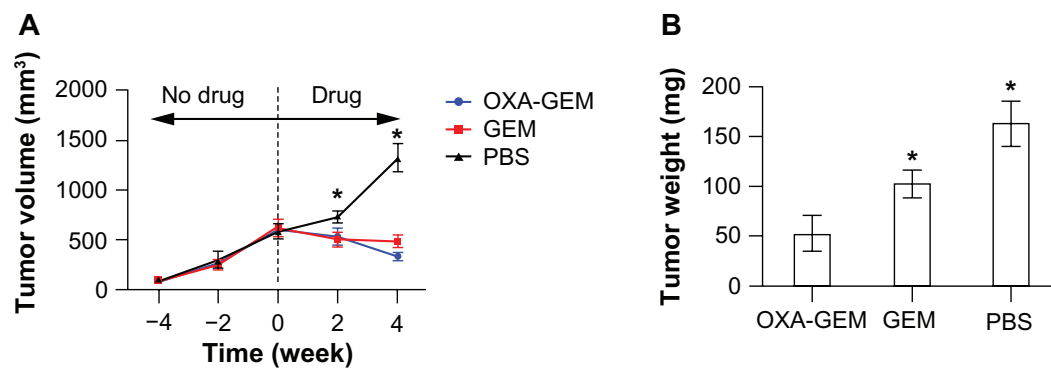 A
Tumor volume (mm³)
2000
1500
1000
500
0
No drug
Drug
*
*
−4
−2
0
2
4
Time (week)
OXA-GEM
GEM
PBS
B
Tumor weight (mg)
200
150
100
50
0
*
*
OXA-GEM
GEM
PBS